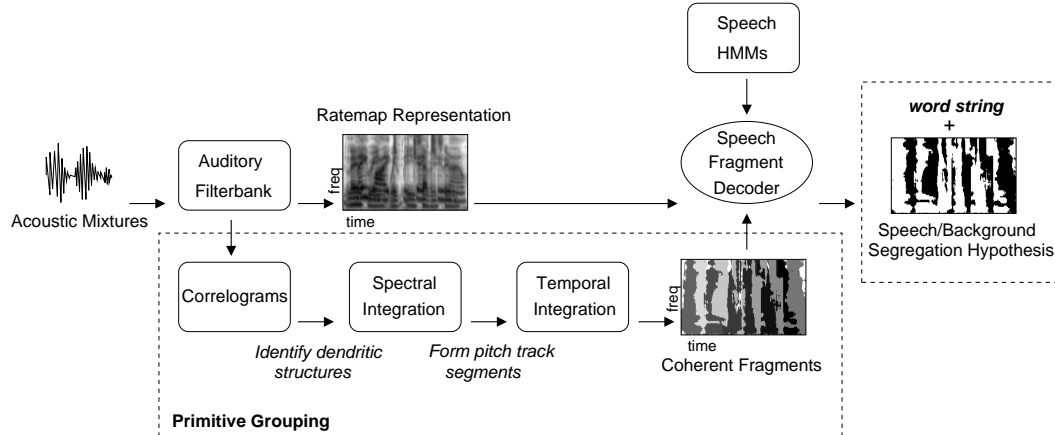 Speech
HMMs
Ratemap Representation
word string
+
Auditory
Filterbank
freq
time
Speech
Fragment
Decoder
Acoustic Mixtures
Speech/Background
Segregation Hypothesis
Correlograms
Spectral
Integration
Temporal
Integration
freq
time
Identify dendritic
structures
Form pitch track
segments
Coherent Fragments
Primitive Grouping